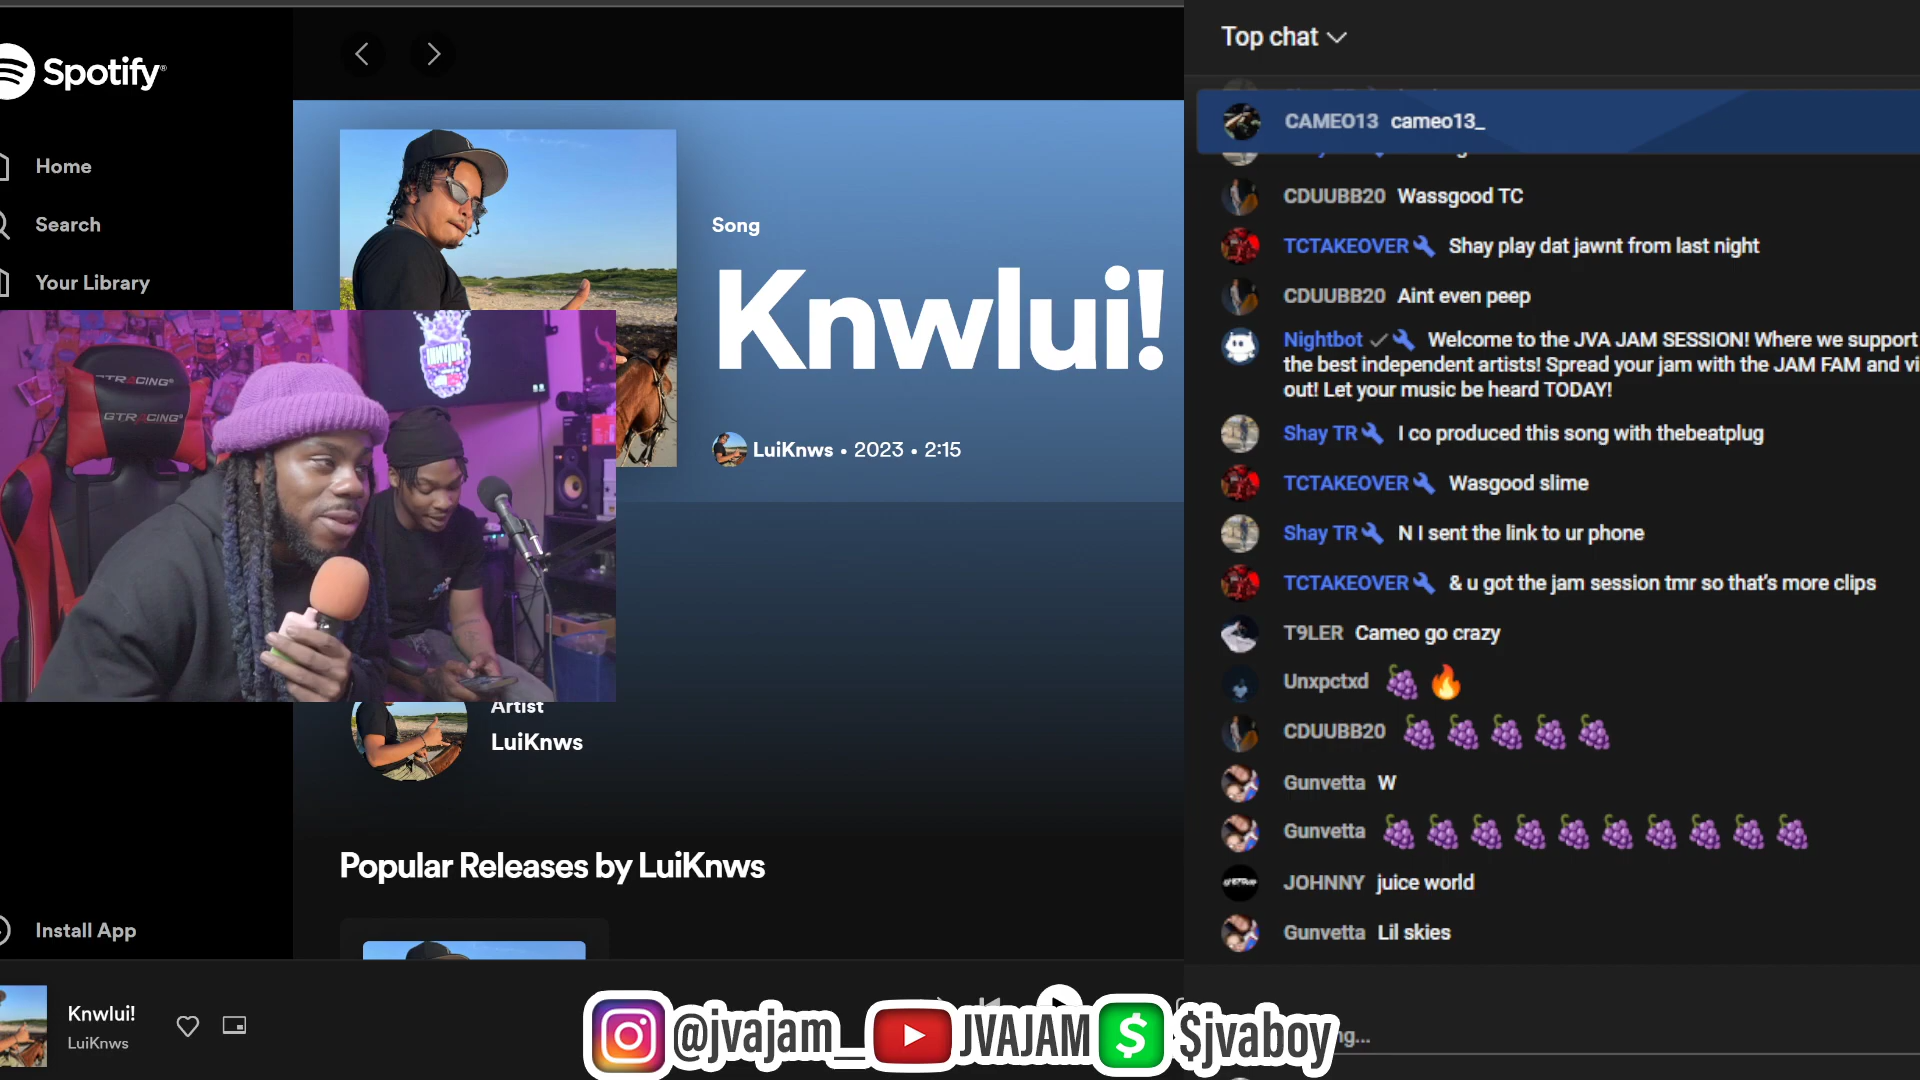 Spotify
Home
Search
Your Library
Install App
Song
Knwlui!
LuiKnws • 2023 • 2:15
GTRACING
GTRACING
Artist
LuiKnws
Popular Releases by LuiKnws
Knwlui!
LuiKnws
@jvajam_ JVAJAM $jvaboy
Top chat
CAMEO13 cameo13_
CDUUBB20 Wassgood TC
TCTAKEOVER Shay play dat jawnt from last night
CDUUBB20 Aint even peep
Nightbot Welcome to the JVA JAM SESSION! Where we support
the best independent artists! Spread your jam with the JAM FAM and vi
out! Let your music be heard TODAY!
Shay TR I co produced this song with thebeatplug
TCTAKEOVER Wasgood slime
Shay TR N I sent the link to ur phone
TCTAKEOVER & u got the jam session tmr so that's more clips
T9LER Cameo go crazy
Unxpctxd 🍇🔥
CDUUBB20 🍇🍇🍇🍇🍇
Gunvetta W
Gunvetta 🍇🍇🍇🍇🍇🍇🍇🍇🍇🍇
JOHNNY juice world
Gunvetta Lil skies